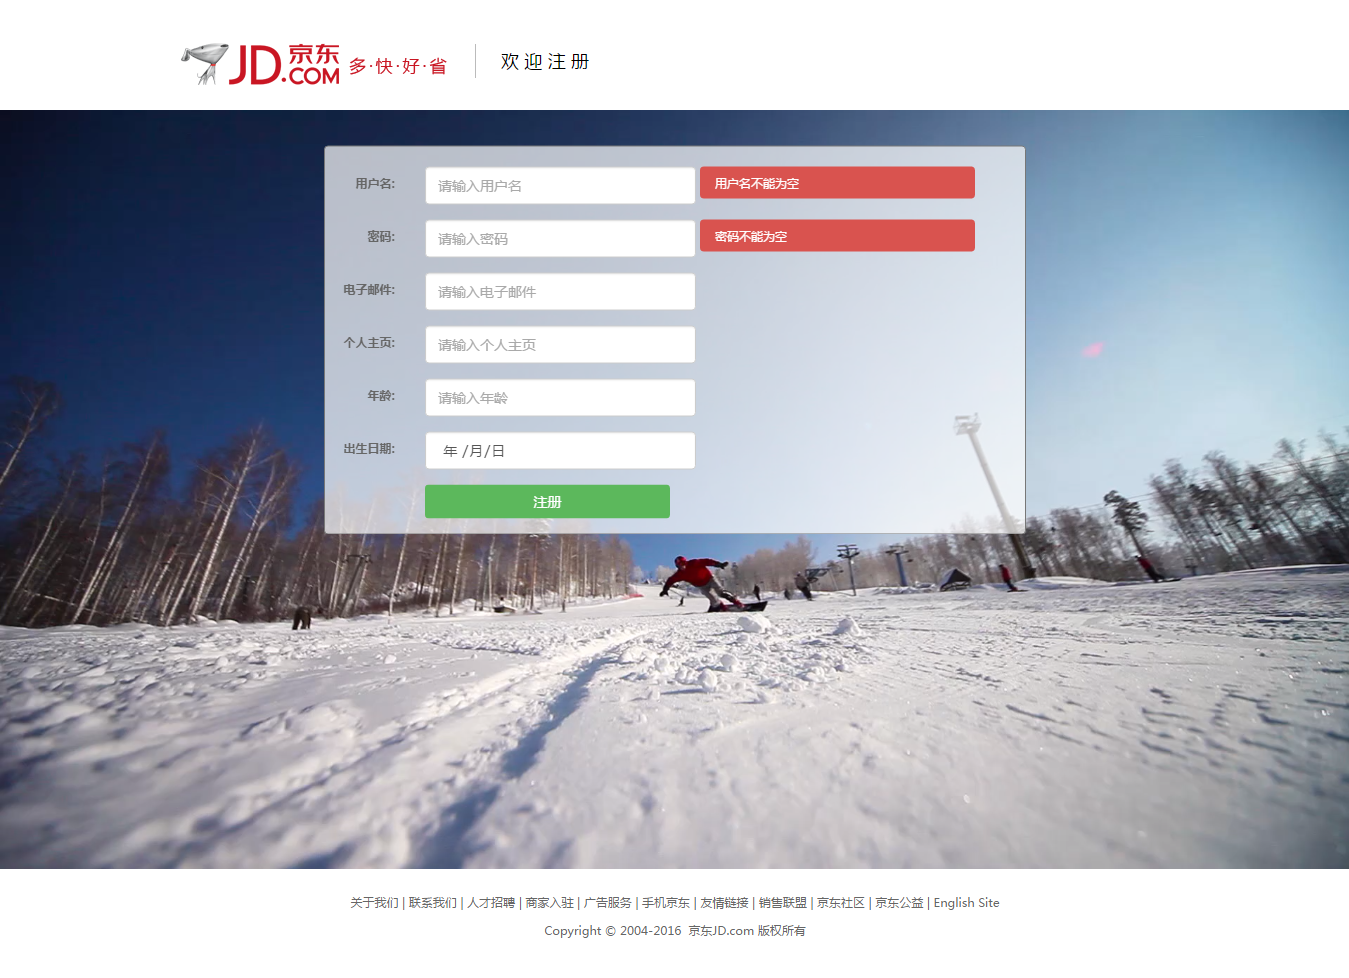 JD.COM 京东 多·快·好·省 欢迎注册
用户名: 请输入用户名 用户名不能为空
密码: 请输入密码 密码不能为空
电子邮件: 请输入电子邮件
个人主页: 请输入个人主页
年龄: 请输入年龄
出生日期: 年 /月/日
注册
关于我们 | 联系我们 | 人才招聘 | 商家入驻 | 广告服务 | 手机京东 | 友情链接 | 销售联盟 | 京东社区 | 京东公益 | English Site
Copyright © 2004-2016 京东JD.com 版权所有